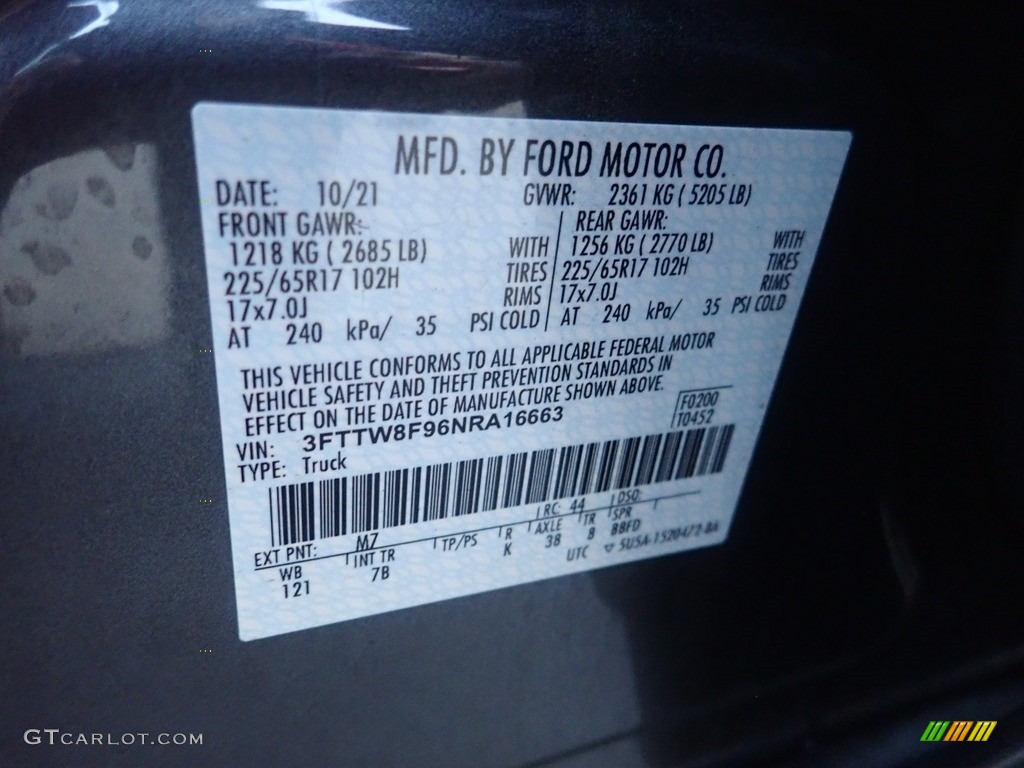 MFD. BY FORD MOTOR CO.
DATE: 10/21 GVWR: 2361 KG ( 5205 LB)
FRONT GAWR: REAR GAWR:
1218 KG ( 2685 LB) WITH 1256 KG ( 2770 LB) WITH
225/65R17 102H TIRES 225/65R17 102H TIRES
17x7.0J RIMS 17x7.0J RIMS
AT 240 kPa/ 35 PSI COLD AT 240 kPa/ 35 PSI COLD
THIS VEHICLE CONFORMS TO ALL APPLICABLE FEDERAL MOTOR
VEHICLE SAFETY AND THEFT PREVENTION STANDARDS IN
EFFECT ON THE DATE OF MANUFACTURE SHOWN ABOVE.
VIN: 3FTTW8F96NRA16663 F0200
TYPE: Truck T0452
EXT PNT: M7 RC: 44 DSO:
WB INT TR TP/PS R AXLE TR SPR
121 7B K 38 8 88FD
UTC ▽ 5U5A-1520472-BA
GTCARLOT.COM